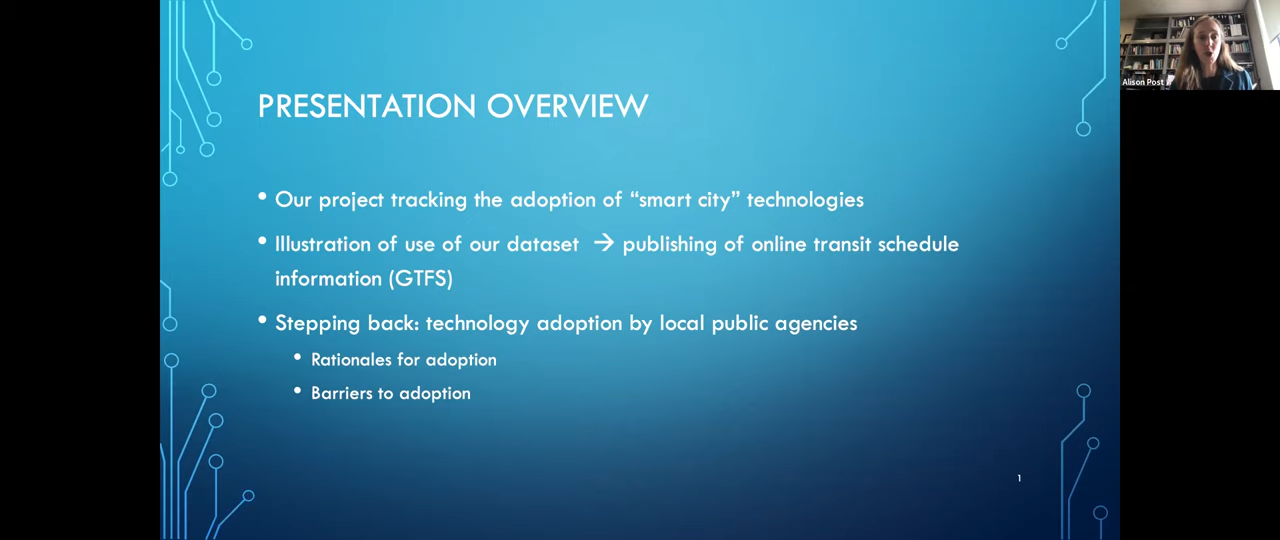 PRESENTATION OVERVIEW
• Our project tracking the adoption of “smart city” technologies
• Illustration of use of our dataset → publishing of online transit schedule
information (GTFS)
• Stepping back: technology adoption by local public agencies
• Rationales for adoption
• Barriers to adoption
1
Alison Post